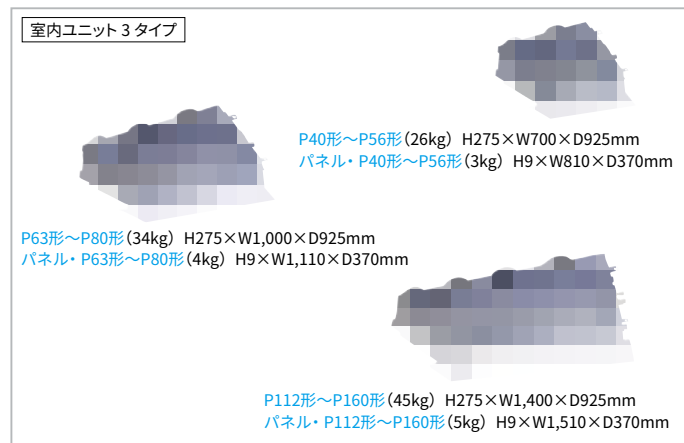 室内ユニット 3 タイプ
P40形～P56形(26kg) H275×W700×D925mm
パネル・P40形～P56形(3kg) H9×W810×D370mm
P63形～P80形(34kg) H275×W1,000×D925mm
パネル・P63形～P80形(4kg) H9×W1,110×D370mm
P112形～P160形(45kg) H275×W1,400×D925mm
パネル・P112形～P160形(5kg) H9×W1,510×D370mm